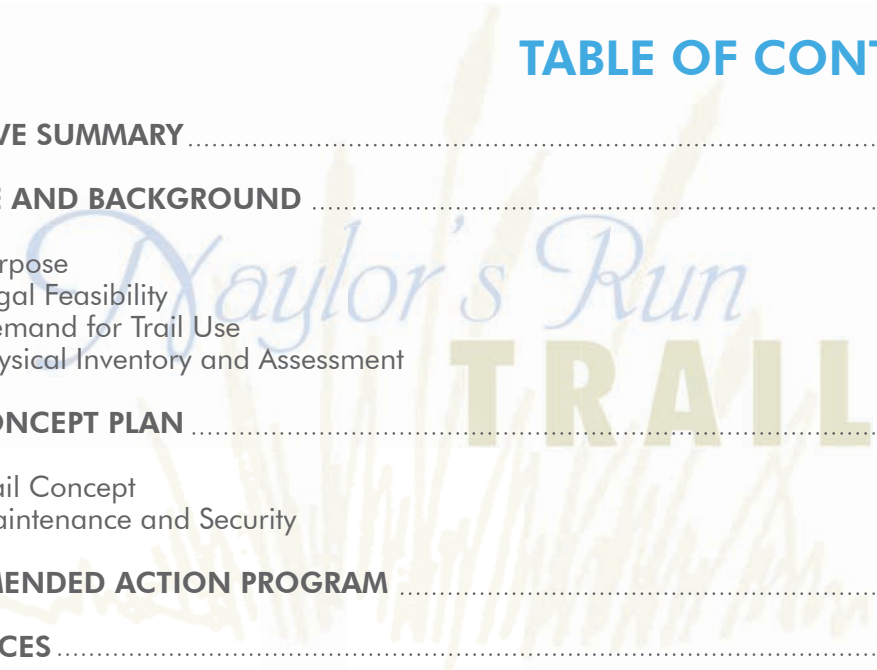 TABLE OF CONT
VE SUMMARY
E AND BACKGROUND
Naylor's Run
rpose
gal Feasibility
emand for Trail Use
ysical Inventory and Assessment
TRAIL
ONCEPT PLAN
ail Concept
aintenance and Security
MENDED ACTION PROGRAM
CES